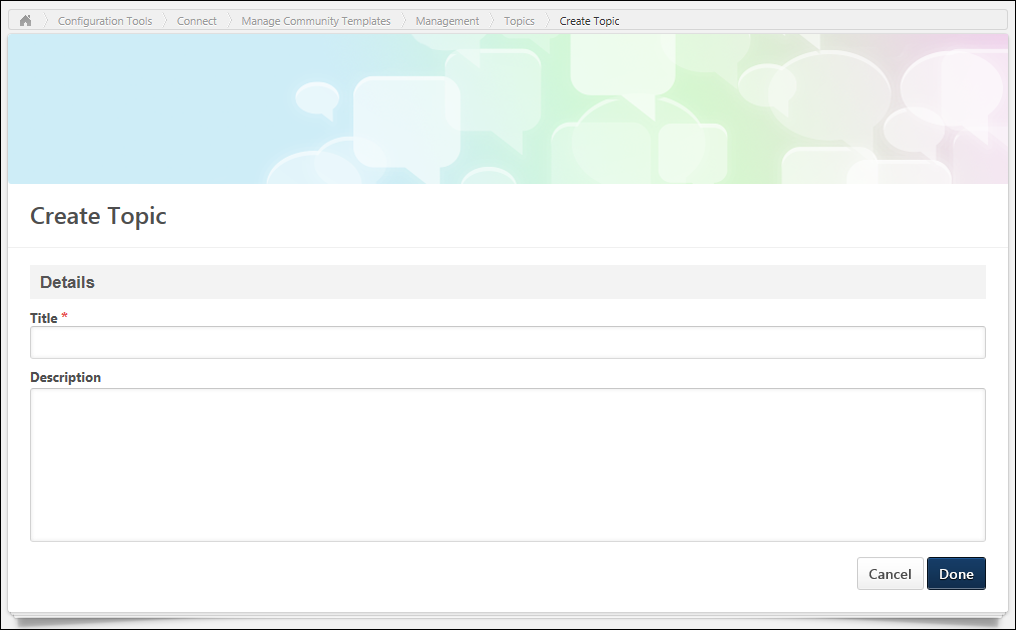 Configuration Tools Connect Manage Community Templates Management Topics Create Topic
Create Topic
Details
Title *
Description
Cancel Done